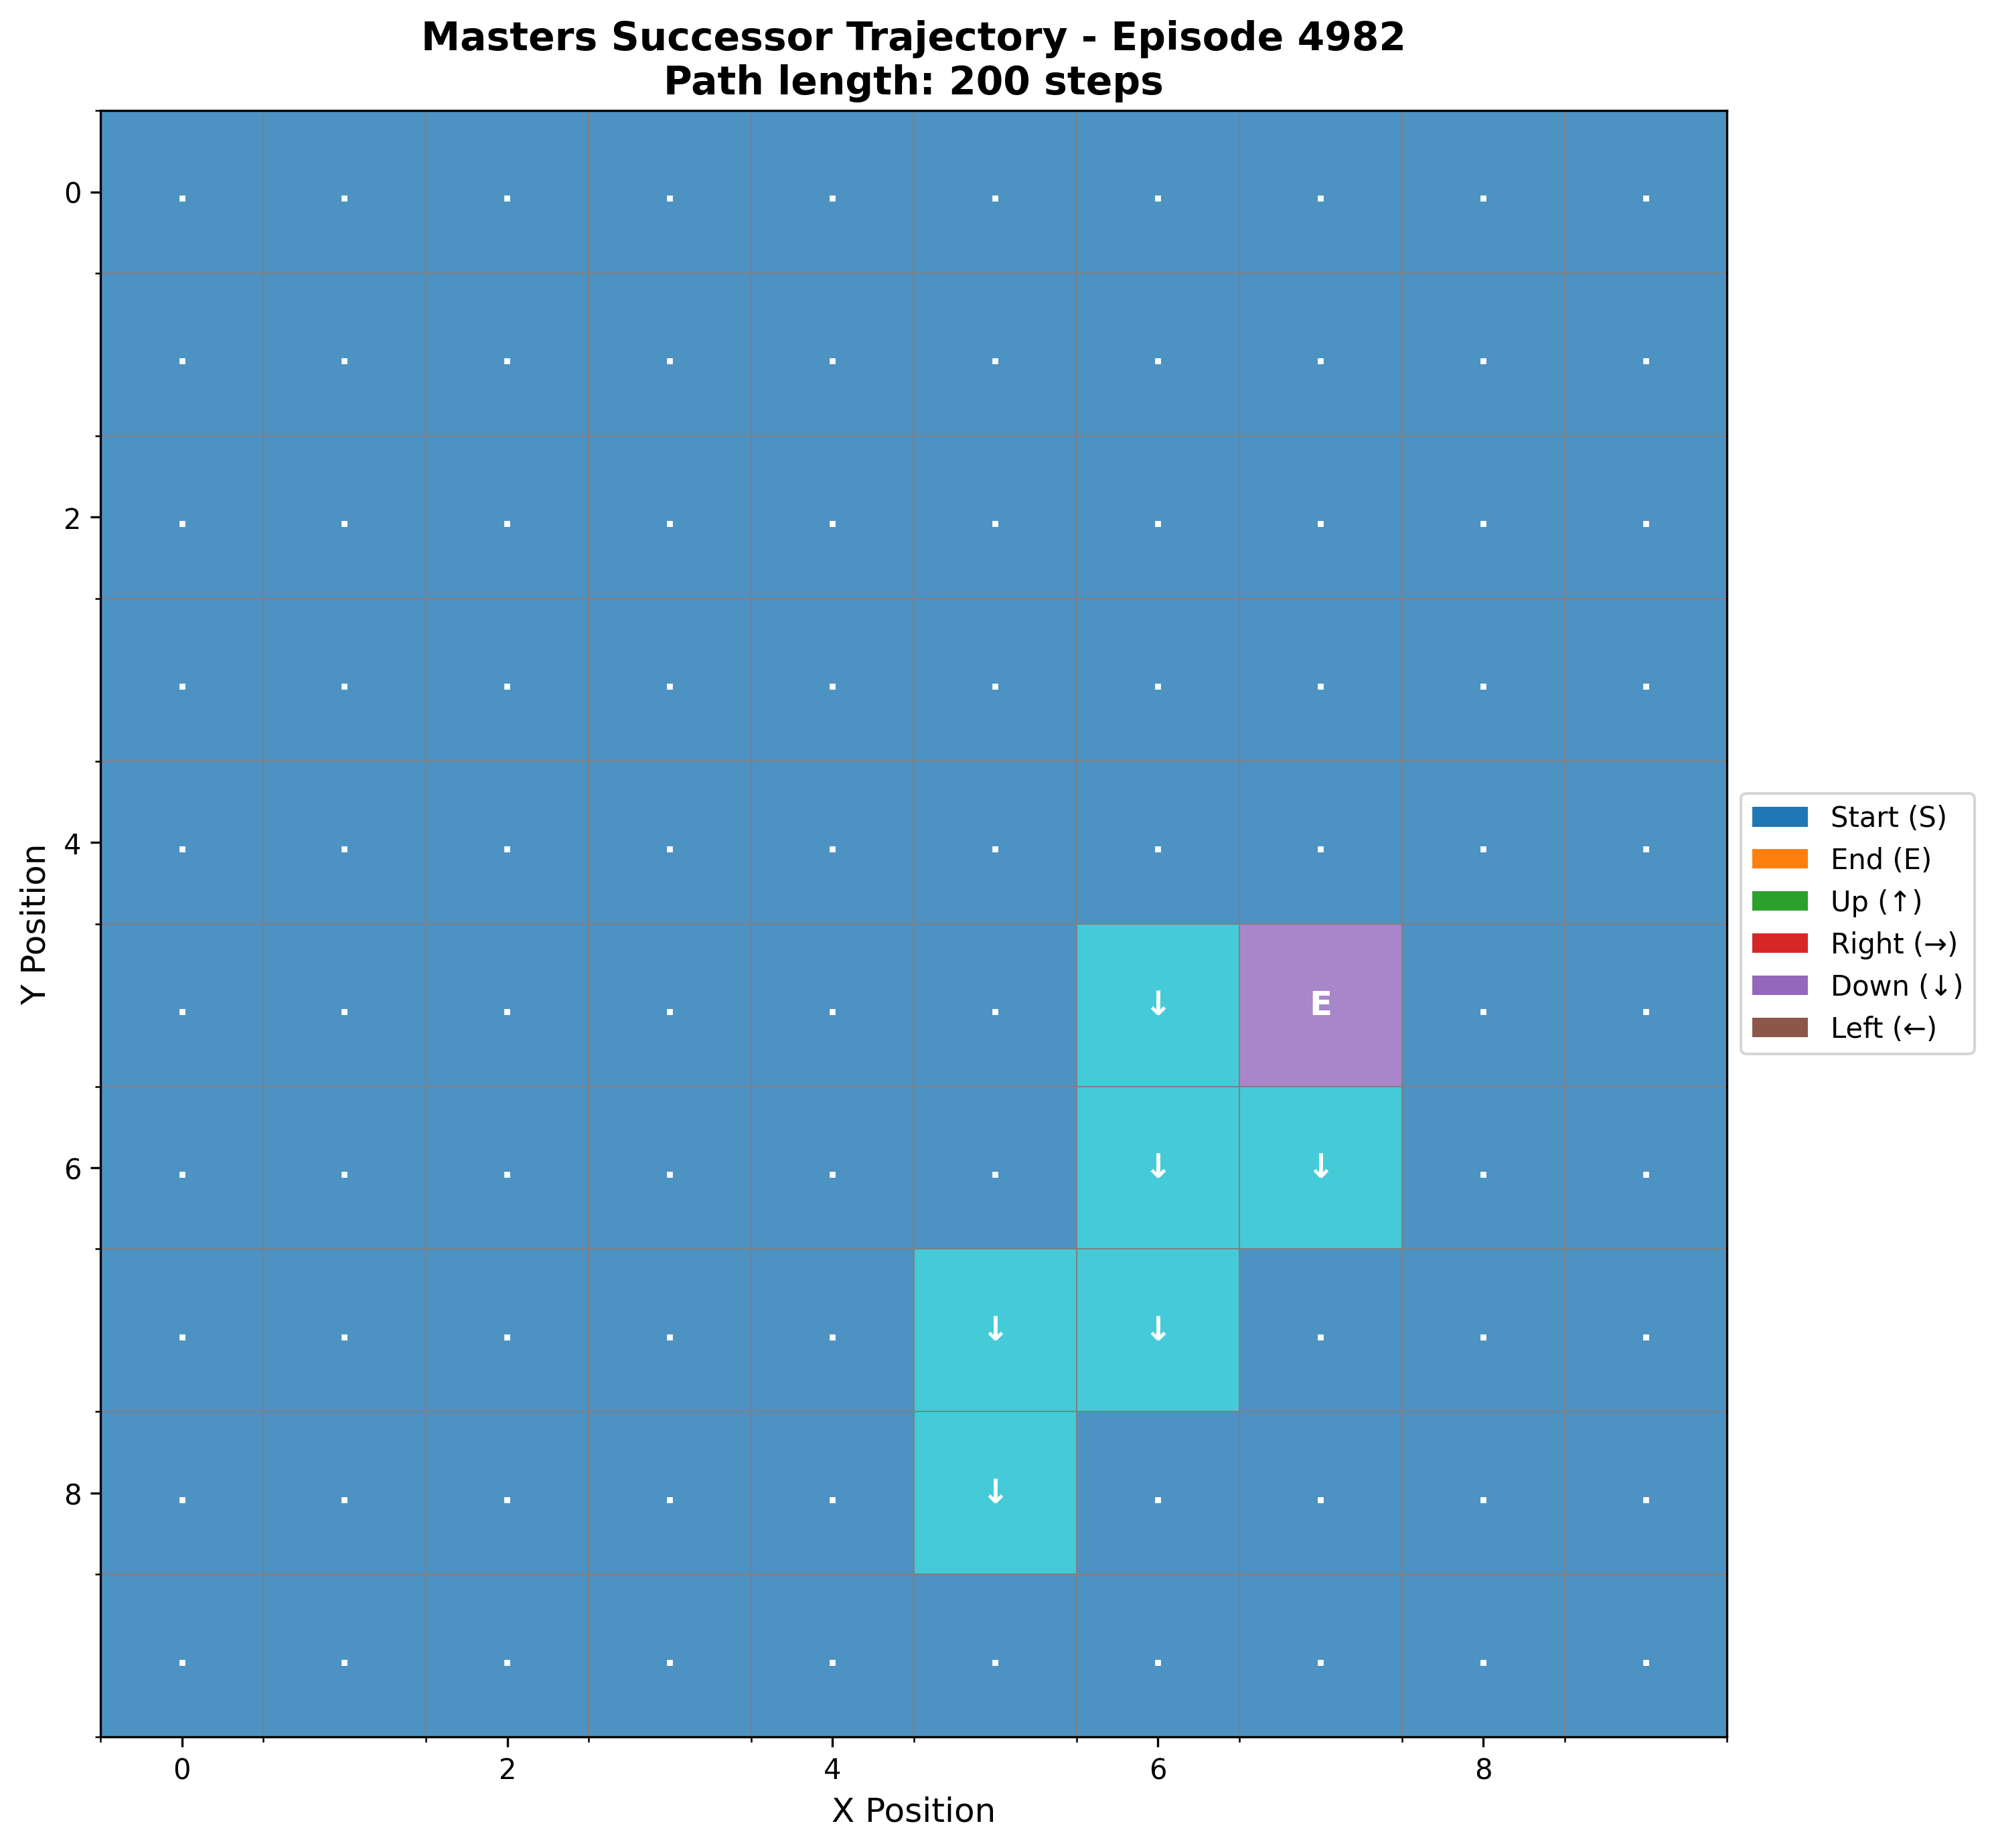 Masters Successor Trajectory - Episode 4982
Path length: 200 steps
Y Position
0
· · · · · · · · · ·
· · · · · · · · · ·
2
· · · · · · · · · ·
· · · · · · · · · ·
4
· · · · · · · · · ·
· · · · · · ↓ E · ·
6
· · · · · · ↓ ↓ · ·
· · · · · ↓ ↓ · · ·
8
· · · · · ↓ · · · ·
· · · · · · · · · ·
0 2 4 6 8
X Position
Start (S)
End (E)
Up (↑)
Right (→)
Down (↓)
Left (←)